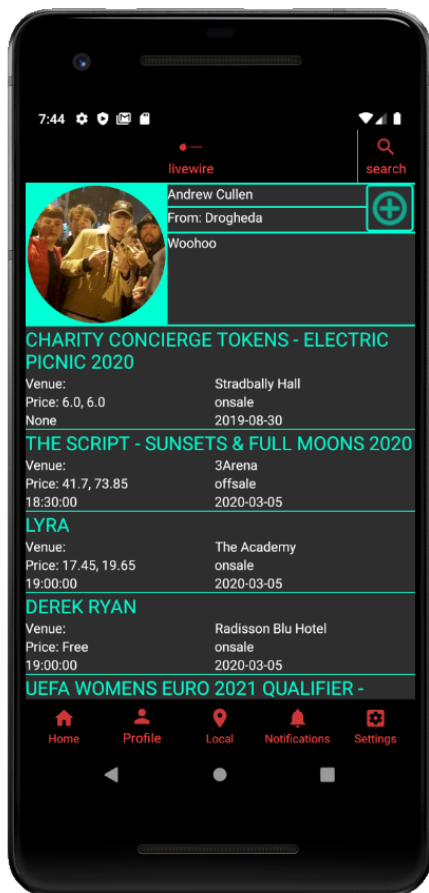 7:44
livewire
search
Andrew Cullen
From: Drogheda
Woohoo
CHARITY CONCIERGE TOKENS - ELECTRIC
PICNIC 2020
Venue: Stradbally Hall
Price: 6.0, 6.0 onsale
None 2019-08-30
THE SCRIPT - SUNSETS & FULL MOONS 2020
Venue: 3Arena
Price: 41.7, 73.85 offsale
18:30:00 2020-03-05
LYRA
Venue: The Academy
Price: 17.45, 19.65 onsale
19:00:00 2020-03-05
DEREK RYAN
Venue: Radisson Blu Hotel
Price: Free onsale
19:00:00 2020-03-05
UEFA WOMENS EURO 2021 QUALIFIER -
Home Profile Local Notifications Settings